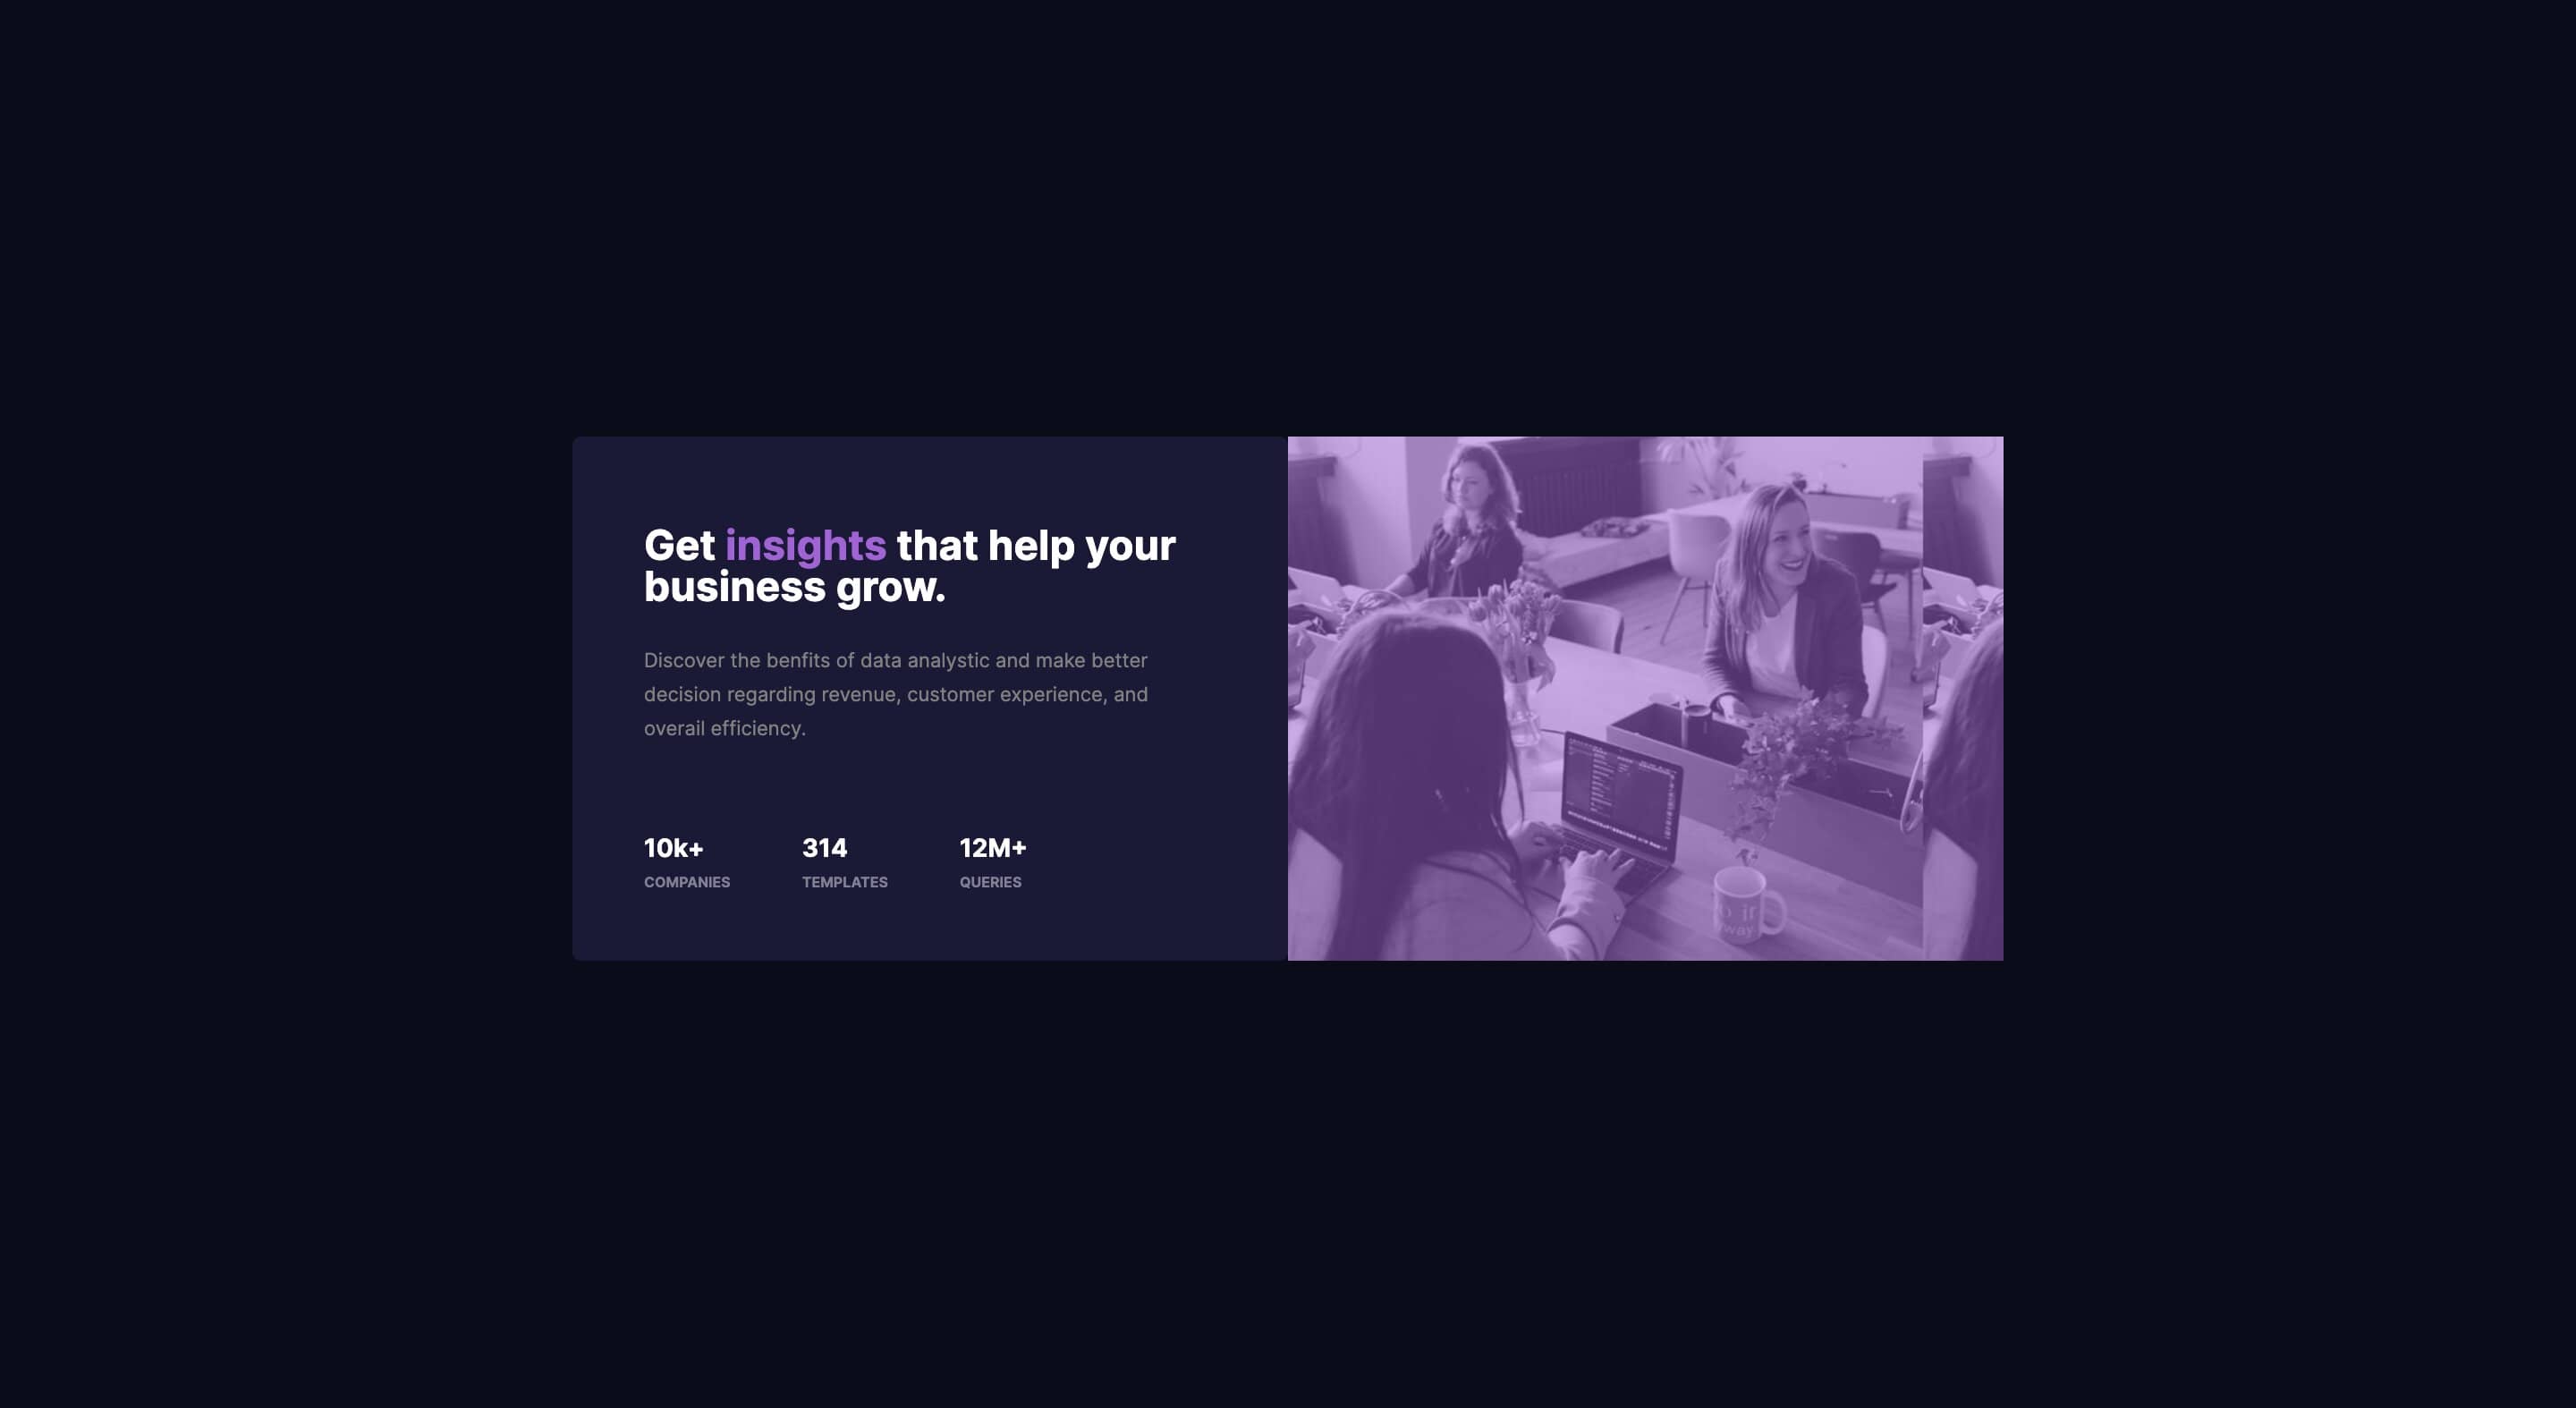 Get insights that help your
business grow.
Discover the benfits of data analystic and make better
decision regarding revenue, customer experience, and
overail efficiency.
10k+ 314 12M+
COMPANIES TEMPLATES QUERIES